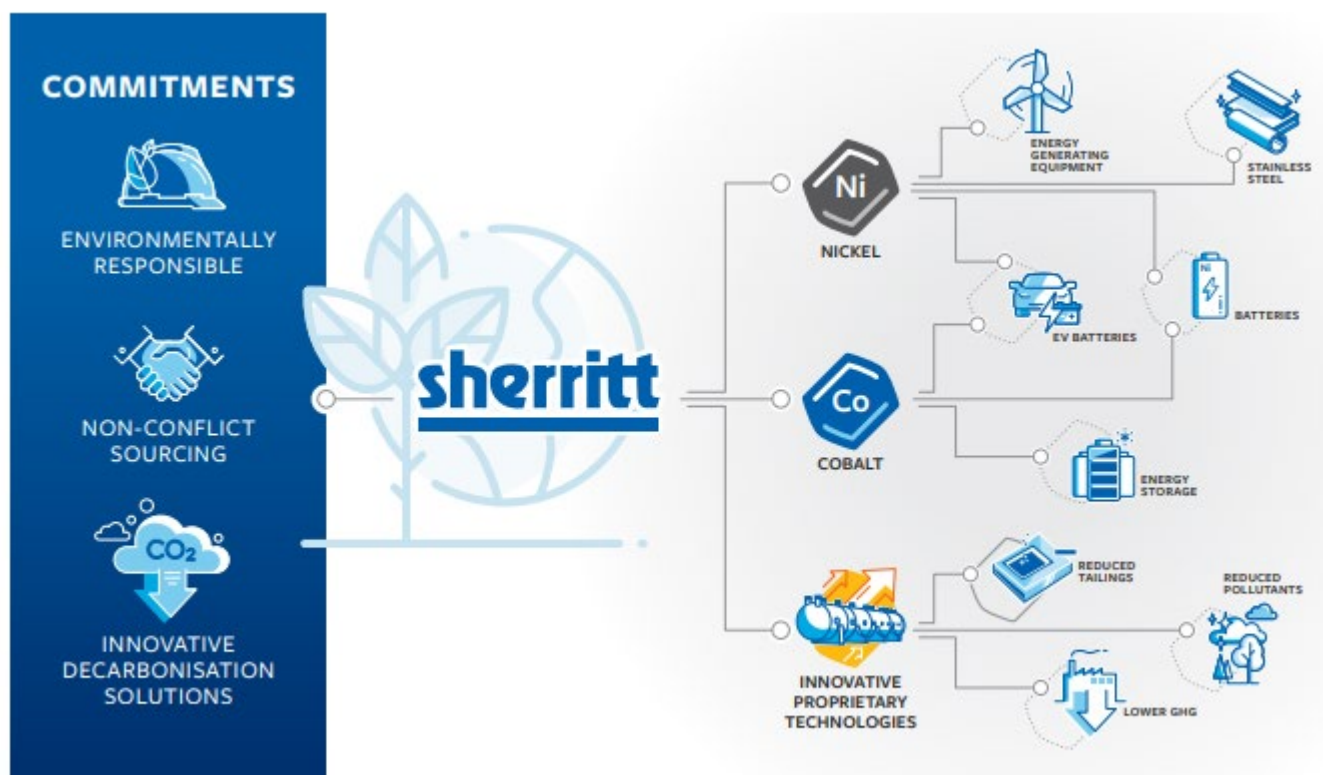 COMMITMENTS
ENVIRONMENTALLY
RESPONSIBLE
NON-CONFLICT
SOURCING
CO₂
INNOVATIVE
DECARBONISATION
SOLUTIONS
sherritt
Ni
NICKEL
ENERGY
GENERATING
EQUIPMENT
STAINLESS
STEEL
Ni
BATTERIES
EV BATTERIES
Co
COBALT
ENERGY
STORAGE
INNOVATIVE
PROPRIETARY
TECHNOLOGIES
REDUCED
TAILINGS
REDUCED
POLLUTANTS
LOWER GHG